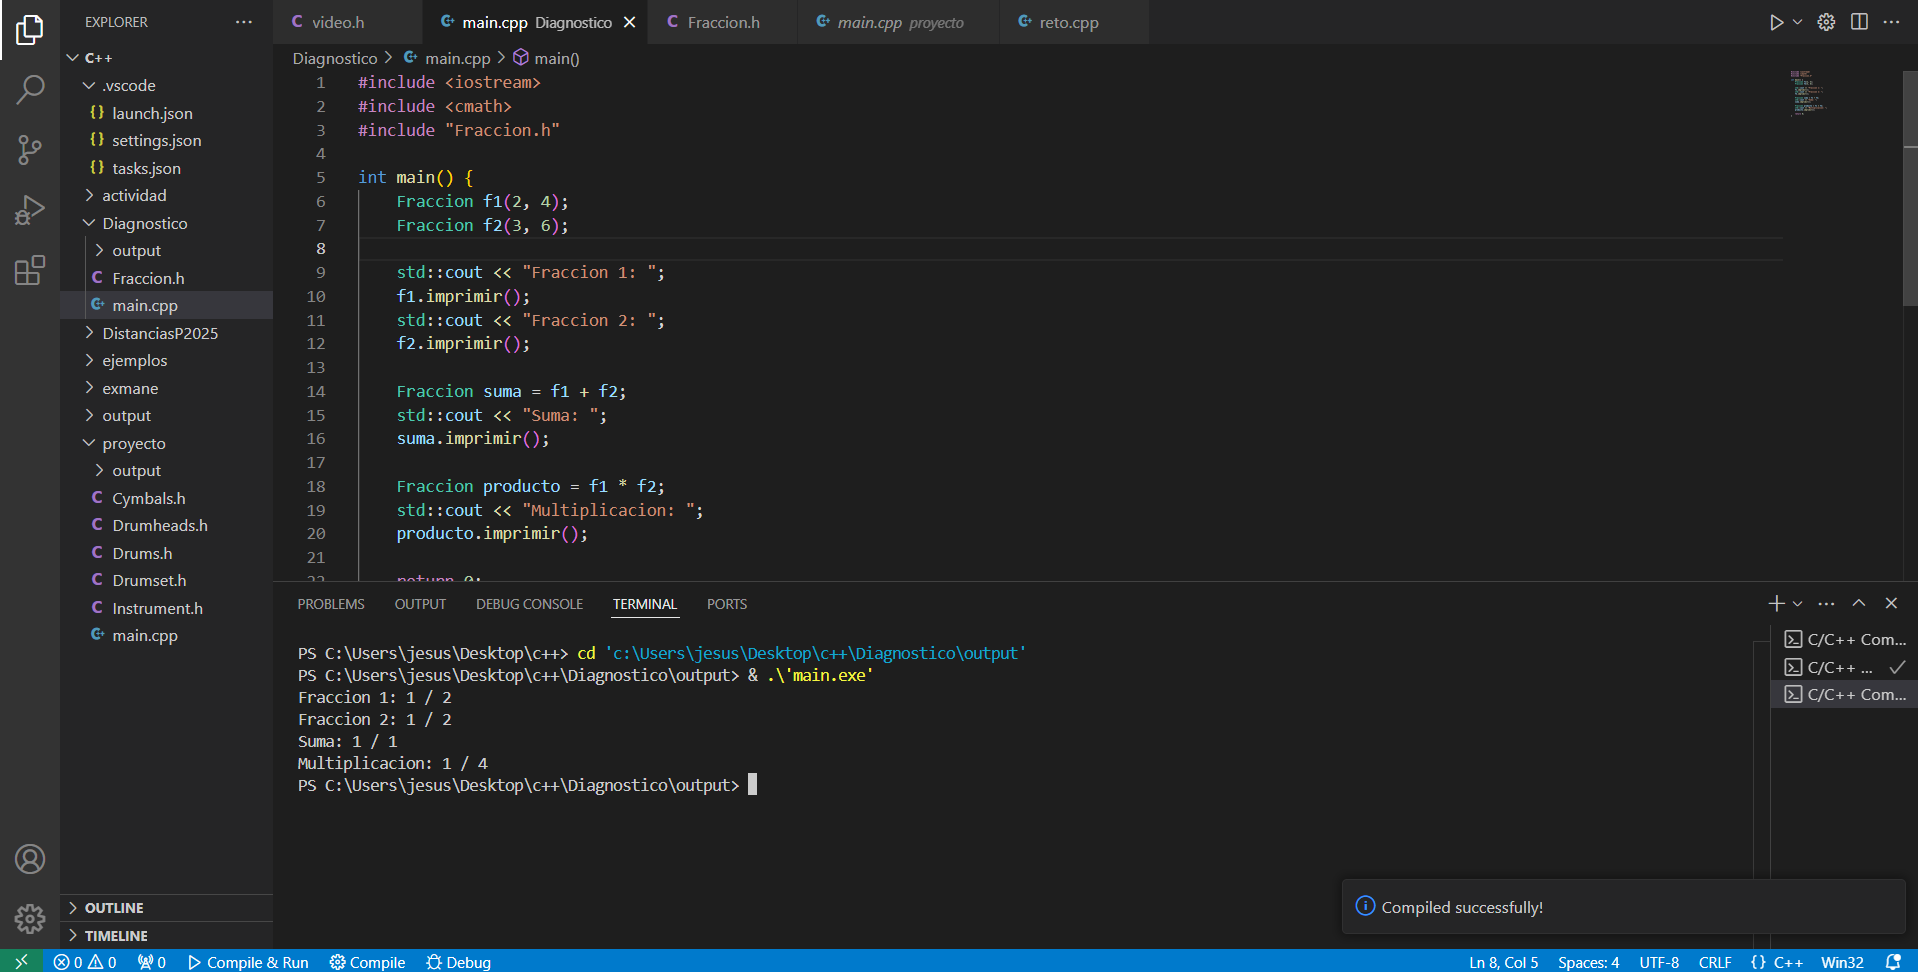 EXPLORER
C++
.vscode
launch.json
settings.json
tasks.json
actividad
Diagnostico
output
Fraccion.h
main.cpp
DistanciasP2025
ejemplos
exmane
output
proyecto
output
Cymbals.h
Drumheads.h
Drums.h
Drumset.h
Instrument.h
main.cpp
OUTLINE
TIMELINE
video.h main.cpp Diagnostico Fraccion.h main.cpp proyecto reto.cpp
Diagnostico > main.cpp > main()
1 #include <iostream>
2 #include <cmath>
3 #include "Fraccion.h"
4
5 int main() {
6 Fraccion f1(2, 4);
7 Fraccion f2(3, 6);
8
9 std::cout << "Fraccion 1: ";
10 f1.imprimir();
11 std::cout << "Fraccion 2: ";
12 f2.imprimir();
13
14 Fraccion suma = f1 + f2;
15 std::cout << "Suma: ";
16 suma.imprimir();
17
18 Fraccion producto = f1 * f2;
19 std::cout << "Multiplicacion: ";
20 producto.imprimir();
21
22 return 0;
PROBLEMS OUTPUT DEBUG CONSOLE TERMINAL PORTS
PS C:\Users\jesus\Desktop\c++> cd 'c:\Users\jesus\Desktop\c++\Diagnostico\output'
PS C:\Users\jesus\Desktop\c++\Diagnostico\output> & .\'main.exe'
Fraccion 1: 1 / 2
Fraccion 2: 1 / 2
Suma: 1 / 1
Multiplicacion: 1 / 4
PS C:\Users\jesus\Desktop\c++\Diagnostico\output>
C/C++ Com...
C/C++ ...
C/C++ Com...
Compiled successfully!
0 0 0 Compile & Run Compile Debug Ln 8, Col 5 Spaces: 4 UTF-8 CRLF {} C++ Win32